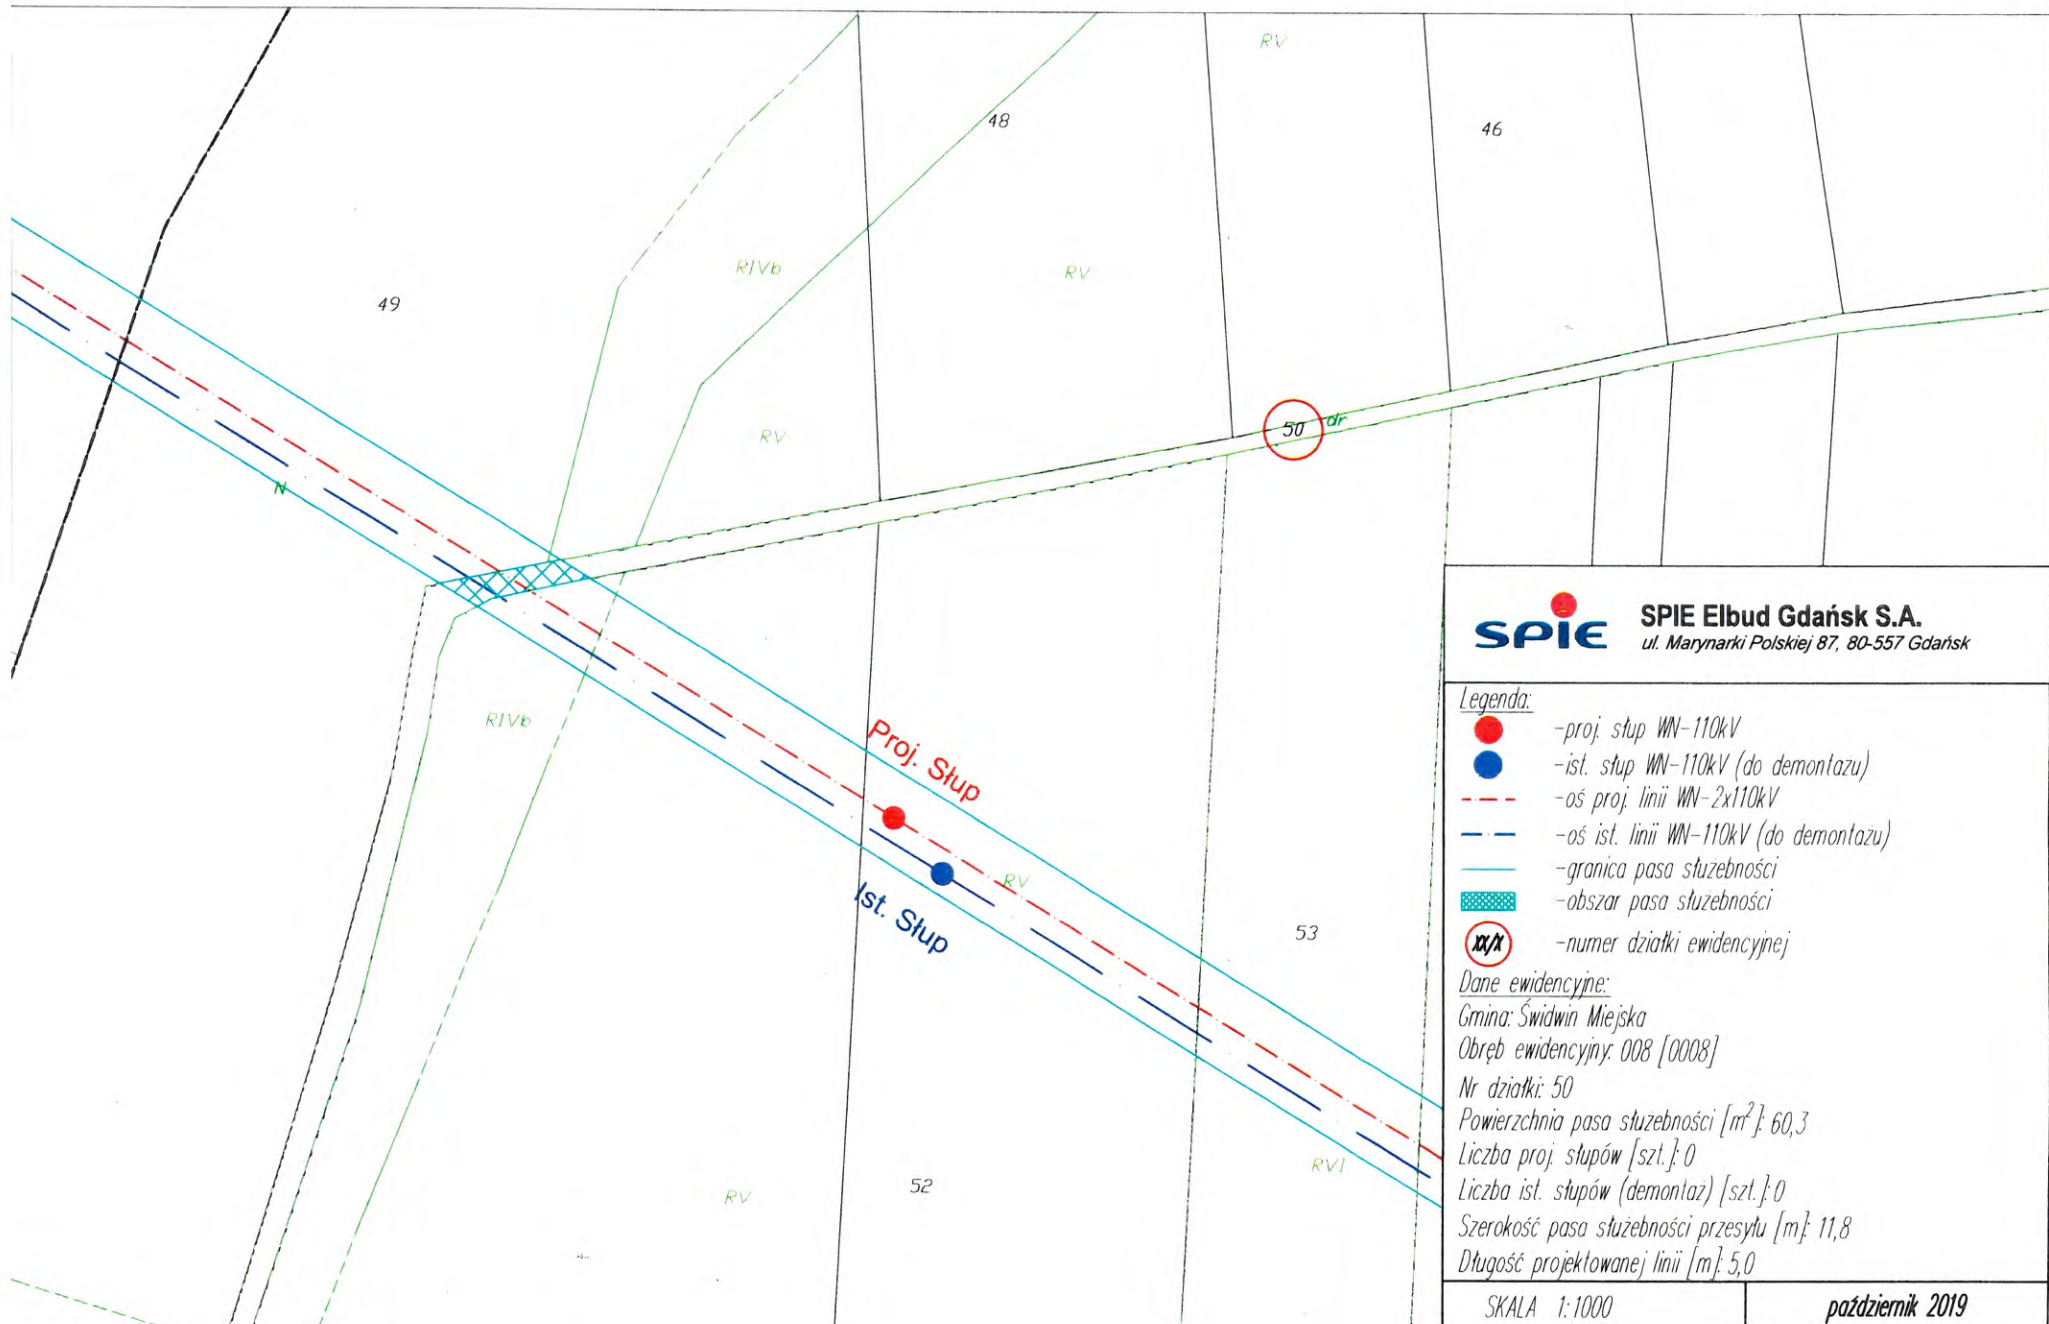 RV
48
46
RIVb
RV
49
RV
50
dr
N
SPIE
SPIE Elbud Gdańsk S.A.
ul. Marynarki Polskiej 87, 80-557 Gdańsk
RIVb
Proj. Słup
RV
Ist. Słup
53
RV
52
RVI
Legenda:
-proj. słup WN-110kV
-ist. słup WN-110kV (do demontażu)
-oś proj. linii WN-2x110kV
-oś ist. linii WN-110kV (do demontażu)
-granica pasa służebności
-obszar pasa służebności
xx/x -numer działki ewidencyjnej
Dane ewidencyjne:
Gmina: Świdwin Miejska
Obręb ewidencyjny: 008 [0008]
Nr działki: 50
Powierzchnia pasa służebności [m²]: 60,3
Liczba proj. słupów [szt.]: 0
Liczba ist. słupów (demontaż) [szt.]: 0
Szerokość pasa służebności przesyłu [m]: 11,8
Długość projektowanej linii [m]: 5,0
SKALA 1:1000
październik 2019